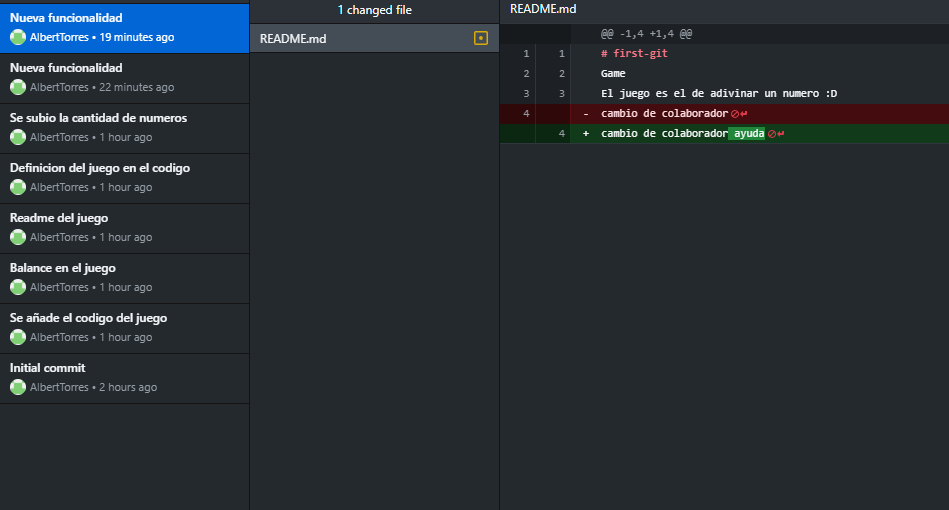 Nueva funcionalidad
AlbertTorres • 19 minutes ago
Nueva funcionalidad
AlbertTorres • 22 minutes ago
Se subio la cantidad de numeros
AlbertTorres • 1 hour ago
Definicion del juego en el codigo
AlbertTorres • 1 hour ago
Readme del juego
AlbertTorres • 1 hour ago
Balance en el juego
AlbertTorres • 1 hour ago
Se añade el codigo del juego
AlbertTorres • 1 hour ago
Initial commit
AlbertTorres • 2 hours ago
1 changed file
README.md
README.md
@@ -1,4 +1,4 @@
1 1 # first-git
2 2 Game
3 3 El juego es el de adivinar un numero :D
4 - cambio de colaborador
4 + cambio de colaborador ayuda